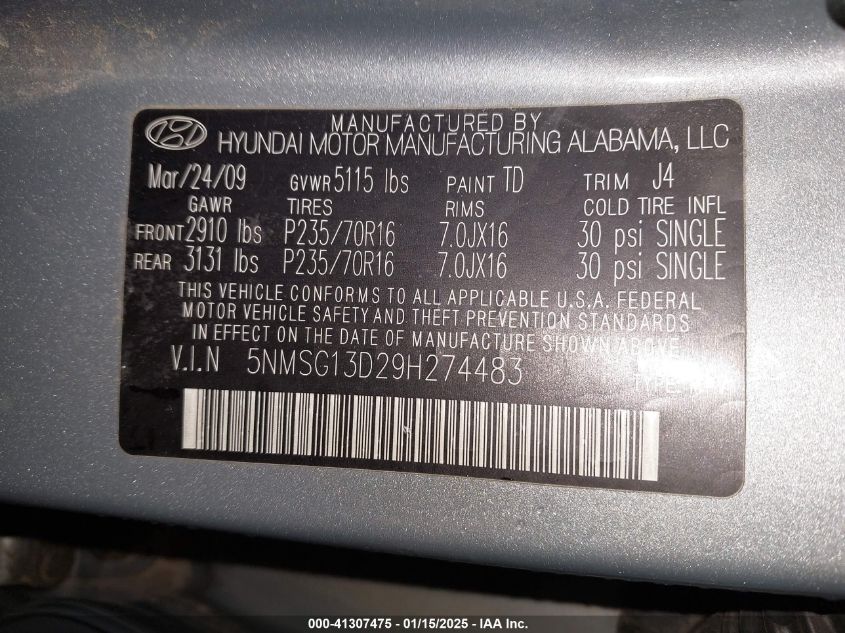 MANUFACTURED BY
HYUNDAI MOTOR MANUFACTURING ALABAMA, LLC
Mar/24/09 GVWR 5115 lbs PAINT TD TRIM J4
GAWR TIRES RIMS COLD TIRE INFL
FRONT 2910 lbs P235/70R16 7.0JX16 30 psi SINGLE
REAR 3131 lbs P235/70R16 7.0JX16 30 psi SINGLE
THIS VEHICLE CONFORMS TO ALL APPLICABLE U.S.A. FEDERAL
MOTOR VEHICLE SAFETY AND THEFT PREVENTION STANDARDS
IN EFFECT ON THE DATE OF MANUFACTURE SHOWN ABOVE.
V.I.N 5NMSG13D29H274483
000-41307475 - 01/15/2025 - IAA Inc.